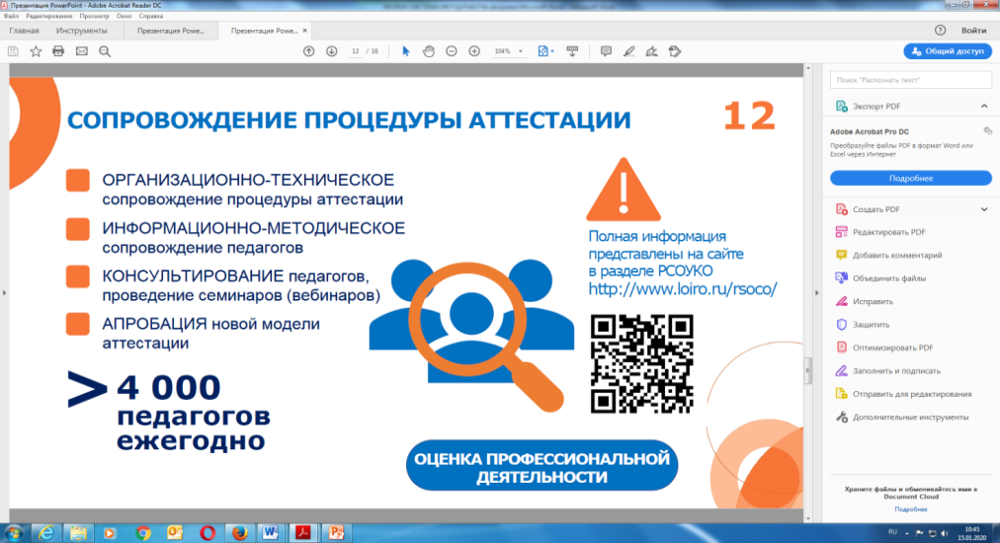 Презентация PowerPoint - Adobe Acrobat Reader DC
Файл Редактирование Просмотр Окно Справка
Главная Инструменты Презентация Powe... Презентация Powe... × Войти
12 / 16 104% Общий доступ
СОПРОВОЖДЕНИЕ ПРОЦЕДУРЫ АТТЕСТАЦИИ
12
ОРГАНИЗАЦИОННО-ТЕХНИЧЕСКОЕ
сопровождение процедуры аттестации
ИНФОРМАЦИОННО-МЕТОДИЧЕСКОЕ
сопровождение педагогов
КОНСУЛЬТИРОВАНИЕ педагогов,
проведение семинаров (вебинаров)
АПРОБАЦИЯ новой модели
аттестации
> 4 000
педагогов
ежегодно
Полная информация
представлены на сайте
в разделе РСОУКО
http://www.loiro.ru/rsoco/
ОЦЕНКА ПРОФЕССИОНАЛЬНОЙ
ДЕЯТЕЛЬНОСТИ
Поиск "Распознать текст"
Экспорт PDF
Adobe Acrobat Pro DC
Преобразуйте файлы PDF в формат Word или
Excel через Интернет
Подробнее
Создать PDF
Редактировать PDF
Добавить комментарий
Объединить файлы
Исправить
Защитить
Оптимизировать PDF
Заполнить и подписать
Отправить для редактирования
Дополнительные инструменты
Храните файлы и обменивайтесь ими в
Document Cloud
Подробнее
RU
10:45
15.01.2020